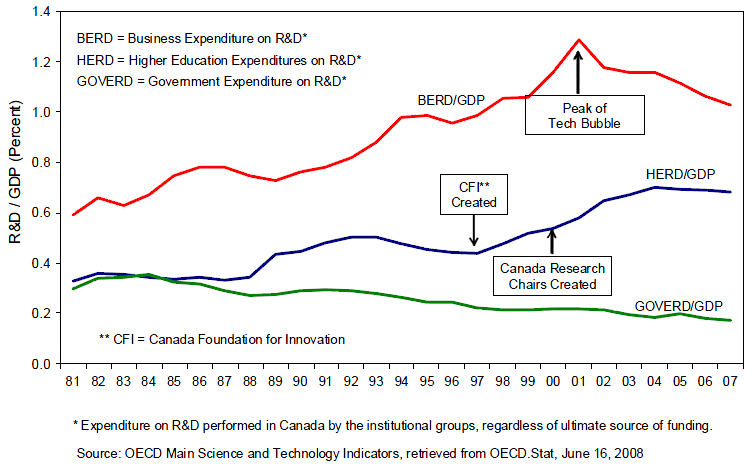 1.4
1.2
1.0
0.8
0.6
0.4
0.2
0.0
R&D / GDP (Percent)
BERD = Business Expenditure on R&D*
HERD = Higher Education Expenditures on R&D*
GOVERD = Government Expenditure on R&D*
BERD/GDP
Peak of
Tech Bubble
HERD/GDP
CFI**
Created
Canada Research
Chairs Created
GOVERD/GDP
** CFI = Canada Foundation for Innovation
81 82 83 84 85 86 87 88 89 90 91 92 93 94 95 96 97 98 99 00 01 02 03 04 05 06 07
* Expenditure on R&D performed in Canada by the institutional groups, regardless of ultimate source of funding.
Source: OECD Main Science and Technology Indicators, retrieved from OECD.Stat, June 16, 2008